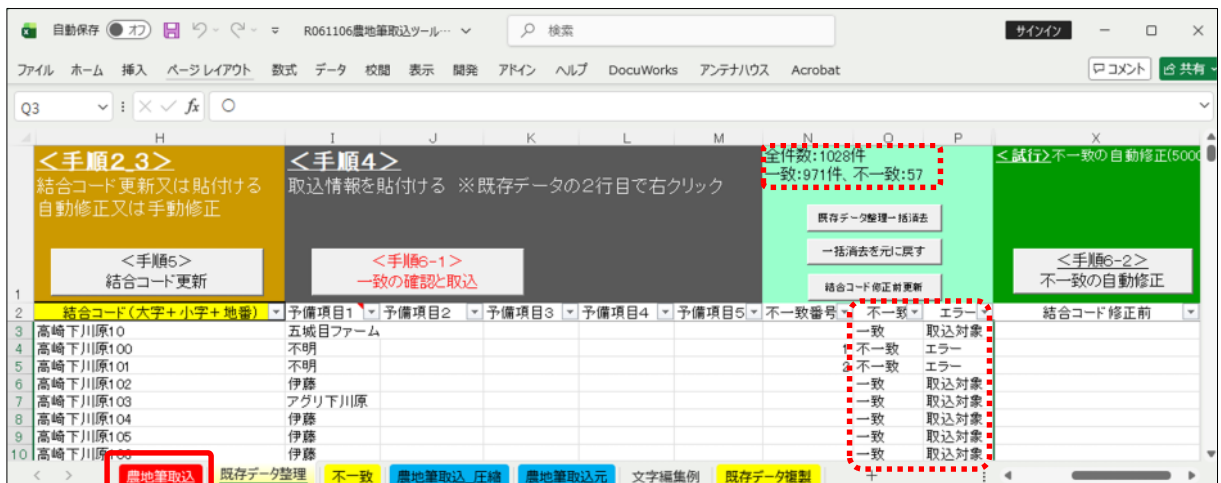 自動保存 オフ R061106農地筆取込ツール… 検索 サインイン
ファイル ホーム 挿入 ページ レイアウト 数式 データ 校閲 表示 開発 アドイン ヘルプ DocuWorks アンテナハウス Acrobat コメント 共有
Q3 fx ○
H I J K L M N O P X
<手順2_3>
結合コード更新又は貼付ける
自動修正又は手動修正
<手順5>
結合コード更新
<手順4>
取込情報を貼付ける ※既存データの2行目で右クリック
<手順6-1>
一致の確認と取込
全件数:1028件
一致:971件、不一致:57
既存データ整理一括消去
一括消去を元に戻す
結合コード修正前更新
<試行>不一致の自動修正(5000
<手順6-2>
不一致の自動修正
1
2 結合コード(大字+小字+地番) 予備項目1 予備項目2 予備項目3 予備項目4 予備項目5 不一致番号 不一致 エラー 結合コード修正前
3 高崎下川原10 五城目ファーム 一致 取込対象
4 高崎下川原100 不明 1 不一致 エラー
5 高崎下川原101 不明 2 不一致 エラー
6 高崎下川原102 伊藤 一致 取込対象
7 高崎下川原103 アグリ下川原 一致 取込対象
8 高崎下川原104 伊藤 一致 取込対象
9 高崎下川原105 伊藤 一致 取込対象
10 高崎下川原106 伊藤 一致 取込対象
農地筆取込 既存データ整理 不一致 農地筆取込_圧縮 農地筆取込元 文字編集例 既存データ複製